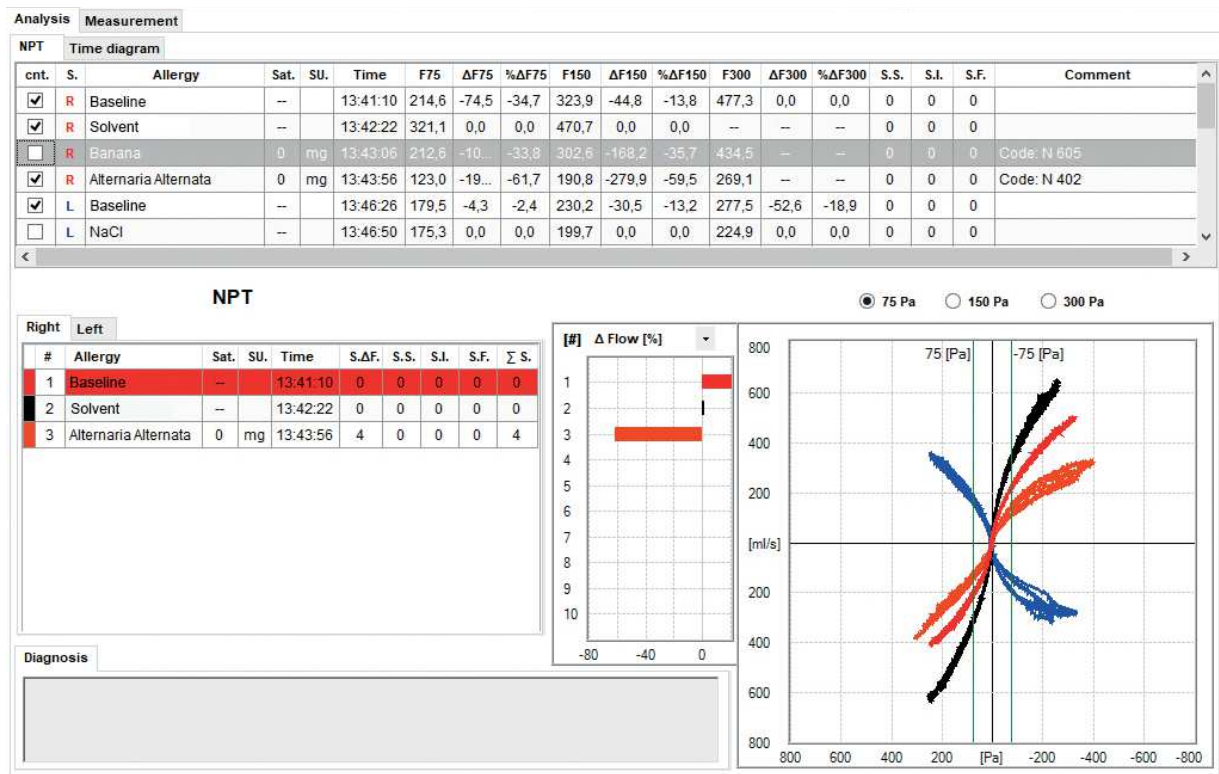 Analysis Measurement
NPT Time diagram
cnt. S. Allergy Sat. SU. Time F75 ΔF75 %ΔF75 F150 ΔF150 %ΔF150 F300 ΔF300 %ΔF300 S.S. S.I. S.F. Comment
R Baseline -- 13:41:10 214,6 -74,5 -34,7 323,9 -44,8 -13,8 477,3 0,0 0,0 0 0 0
R Solvent -- 13:42:22 321,1 0,0 0,0 470,7 0,0 0,0 -- -- -- 0 0 0
R Banana 0 mg 13:43:06 212,6 -10... -33,8 302,6 -168,2 -35,7 434,5 -- -- 0 0 0 Code: N 605
R Alternaria Alternata 0 mg 13:43:56 123,0 -19... -61,7 190,8 -279,9 -59,5 269,1 -- -- 0 0 0 Code: N 402
L Baseline -- 13:46:26 179,5 -4,3 -2,4 230,2 -30,5 -13,2 277,5 -52,6 -18,9 0 0 0
L NaCl -- 13:46:50 175,3 0,0 0,0 199,7 0,0 0,0 224,9 0,0 0,0 0 0 0
NPT
75 Pa 150 Pa 300 Pa
Right Left
# Allergy Sat. SU. Time S.ΔF. S.S. S.I. S.F. ∑ S.
1 Baseline -- 13:41:10 0 0 0 0 0
2 Solvent -- 13:42:22 0 0 0 0 0
3 Alternaria Alternata 0 mg 13:43:56 4 0 0 0 4
[#] Δ Flow [%]
1
2
3
4
5
6
7
8
9
10
-80 -40 0
75 [Pa] -75 [Pa]
800
600
400
200
[ml/s]
200
400
600
800
800 600 400 200 [Pa] -200 -400 -600 -800
Diagnosis